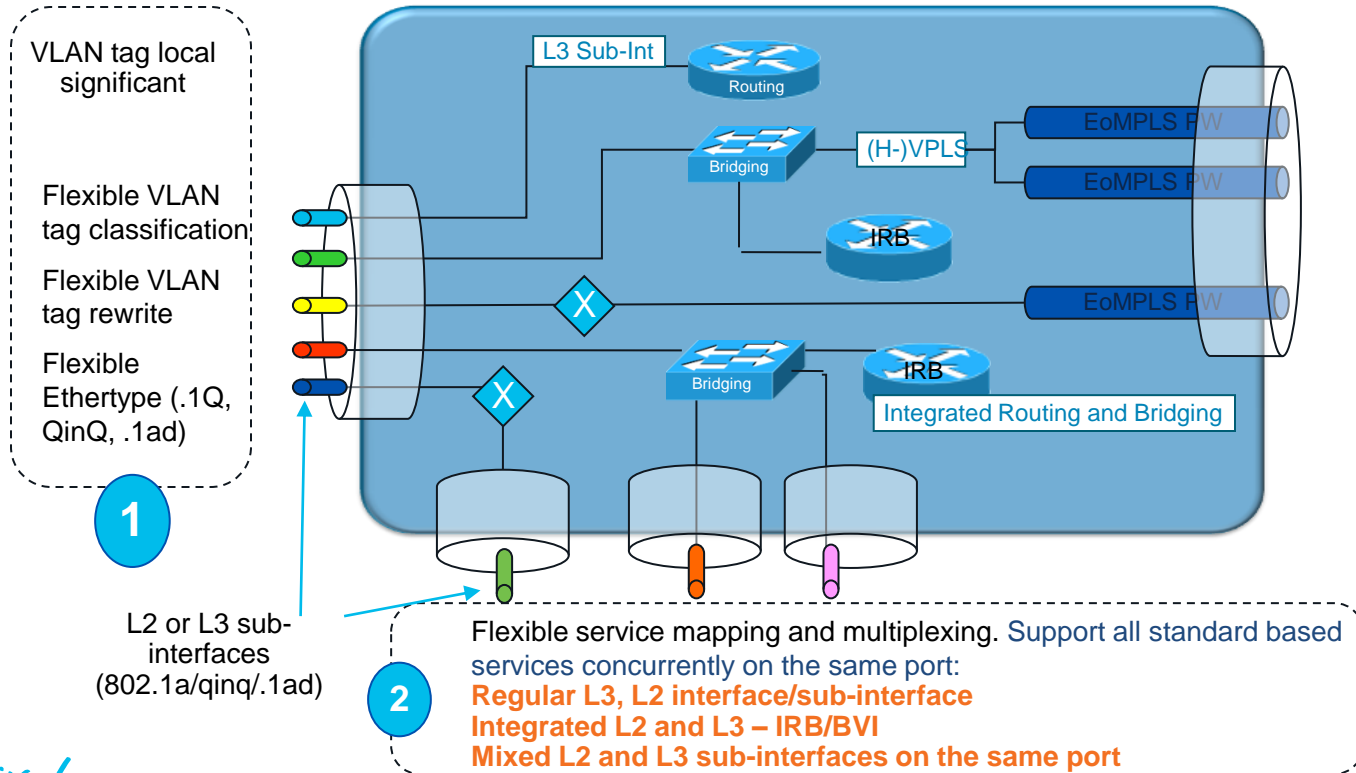 VLAN tag local
significant
Flexible VLAN
tag classification
Flexible VLAN
tag rewrite
Flexible
Ethertype (.1Q,
QinQ, .1ad)
1
L3 Sub-Int
Routing
Bridging
(H-)VPLS
EoMPLS PW
EoMPLS PW
IRB
X
EoMPLS PW
Bridging
IRB
X
Integrated Routing and Bridging
L2 or L3 sub-
interfaces
(802.1a/qinq/.1ad)
2
Flexible service mapping and multiplexing. Support all standard based
services concurrently on the same port:
Regular L3, L2 interface/sub-interface
Integrated L2 and L3 – IRB/BVI
Mixed L2 and L3 sub-interfaces on the same port